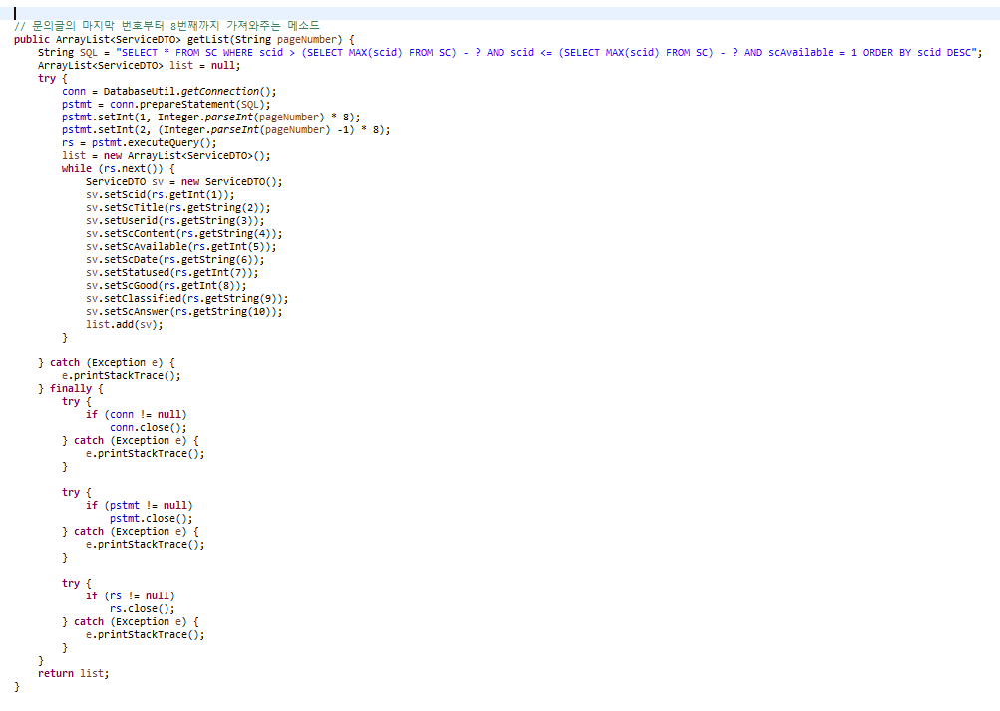 // 문의글의 마지막 번호부터 8번째까지 가져와주는 메소드
public ArrayList<ServiceDTO> getList(String pageNumber) {
String SQL = "SELECT * FROM SC WHERE scid > (SELECT MAX(scid) FROM SC) - ? AND scid <= (SELECT MAX(scid) FROM SC) - ? AND scAvailable = 1 ORDER BY scid DESC";
ArrayList<ServiceDTO> list = null;
try {
conn = DatabaseUtil.getConnection();
pstmt = conn.prepareStatement(SQL);
pstmt.setInt(1, Integer.parseInt(pageNumber) * 8);
pstmt.setInt(2, (Integer.parseInt(pageNumber) -1) * 8);
rs = pstmt.executeQuery();
list = new ArrayList<ServiceDTO>();
while (rs.next()) {
ServiceDTO sv = new ServiceDTO();
sv.setScid(rs.getInt(1));
sv.setScTitle(rs.getString(2));
sv.setUserid(rs.getString(3));
sv.setScContent(rs.getString(4));
sv.setScAvailable(rs.getInt(5));
sv.setScDate(rs.getString(6));
sv.setStatused(rs.getInt(7));
sv.setScGood(rs.getInt(8));
sv.setClassified(rs.getString(9));
sv.setScAnswer(rs.getString(10));
list.add(sv);
}
} catch (Exception e) {
e.printStackTrace();
} finally {
try {
if (conn != null)
conn.close();
} catch (Exception e) {
e.printStackTrace();
}
try {
if (pstmt != null)
pstmt.close();
} catch (Exception e) {
e.printStackTrace();
}
try {
if (rs != null)
rs.close();
} catch (Exception e) {
e.printStackTrace();
}
}
return list;
}